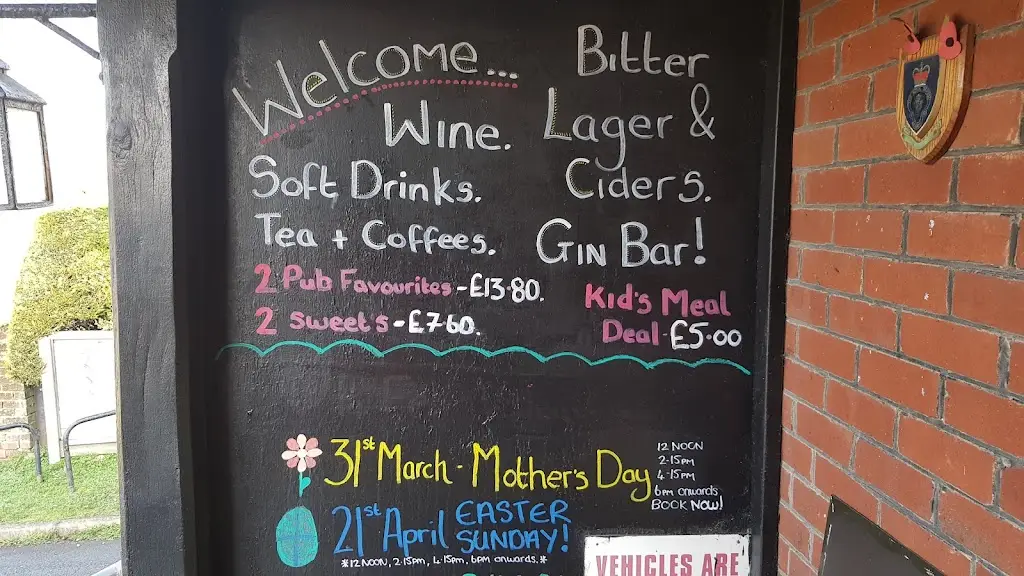 Welcome...
Wine.
Soft, Drinks.
Tea + Coffees.
Bitter
Lager &
Ciders.
Gin Bar!
2 Pub Favourites - £13.80.
2 Sweet's - £7.60.
Kid's Meal
Deal - £5.00
31st March - Mother's Day
12 NOON
2.15pm
4.15pm
6pm onwards
BOOK NOW!
21st April EASTER
SUNDAY!
*12 NOON, 2.15pm, 4.15pm, 6pm onwards.*
VEHICLES ARE